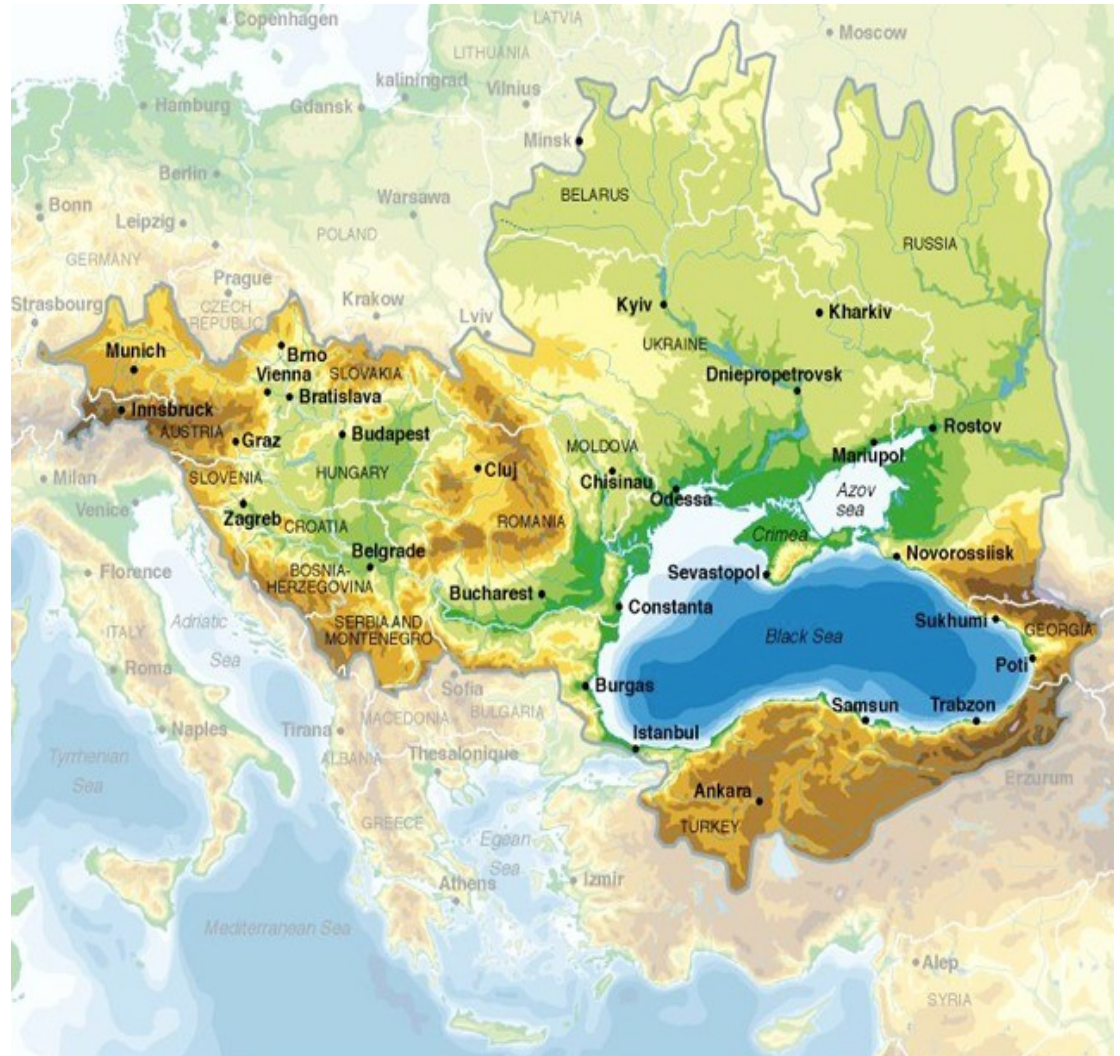 Copenhagen
LATVIA
Moscow
LITHUANIA
kaliningrad
Vilnius
Hamburg
Gdansk
Minsk
Berlin
Warsawa
BELARUS
Bonn
Leipzig
POLAND
RUSSIA
GERMANY
Prague
Strasbourg
CZECH
REPUBLIC
Krakow
Lviv
Kyiv
Kharkiv
UKRAINE
Munich
Brno
Vienna
SLOVAKIA
Dniepropetrovsk
Bratislava
Innsbruck
AUSTRIA
Graz
Budapest
Rostov
MOLDOVA
Mariupol
Milan
SLOVENIA
HUNGARY
Cluj
Chisinau
Odessa
Azov
sea
Venice
Zagreb
CROATIA
ROMANIA
Crimea
Belgrade
Novorossiisk
Florence
BOSNIA-
HERZEGOVINA
Bucharest
Sevastopol
Constanta
Adriatic
Sea
ITALY
SERBIA AND
MONTENEGRO
Black Sea
Sukhumi
GEORGIA
Roma
Poti
Sofia
Burgas
Naples
Tirana
MACEDONIA
BULGARIA
Samsun
Trabzon
Istanbul
Tyrrhenian
Sea
ALBANIA
Thesalonique
Erzurum
Ankara
GREECE
TURKEY
Egean
Sea
Athens
Izmir
Mediterranean Sea
Alep
SYRIA